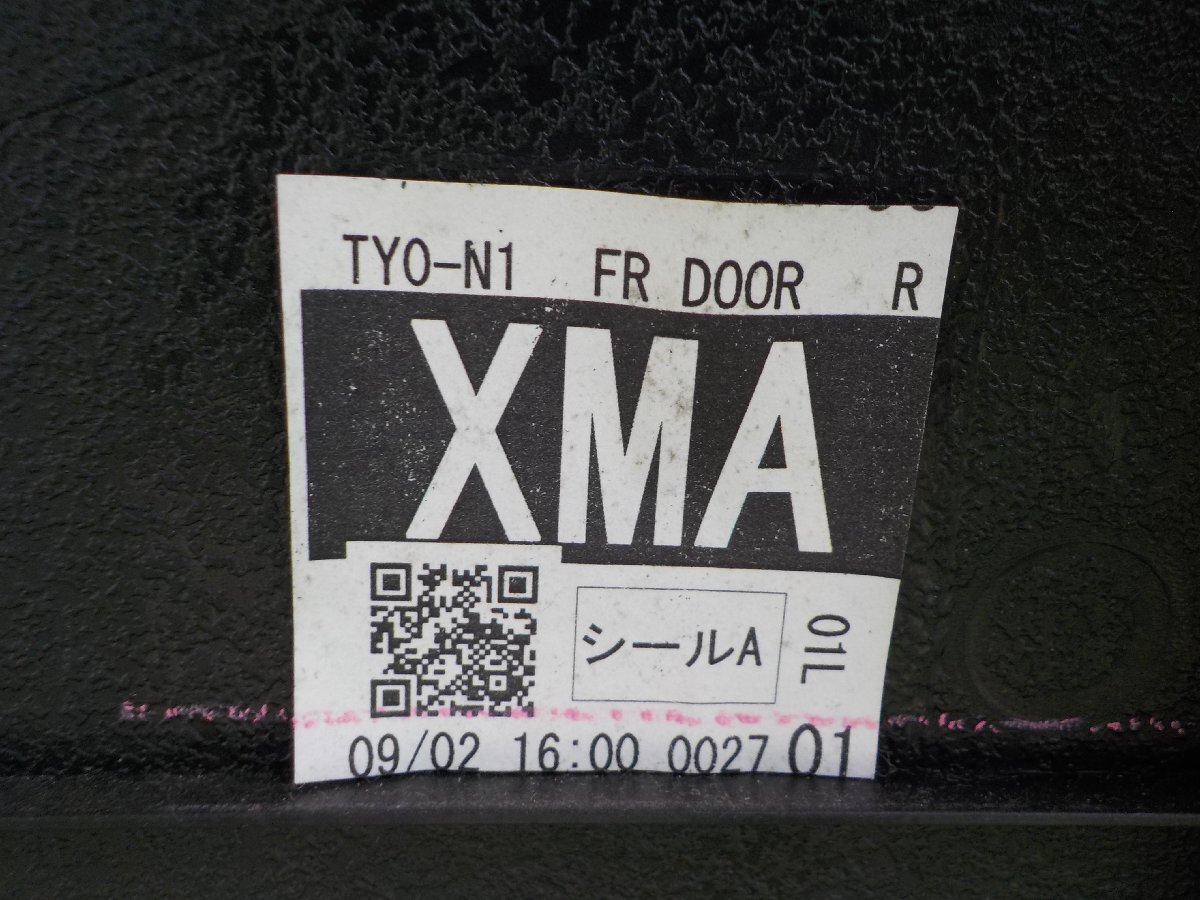 TYO-N1 FR DOOR R
XMA
シールA
01L
09/02 16:00 0027 01